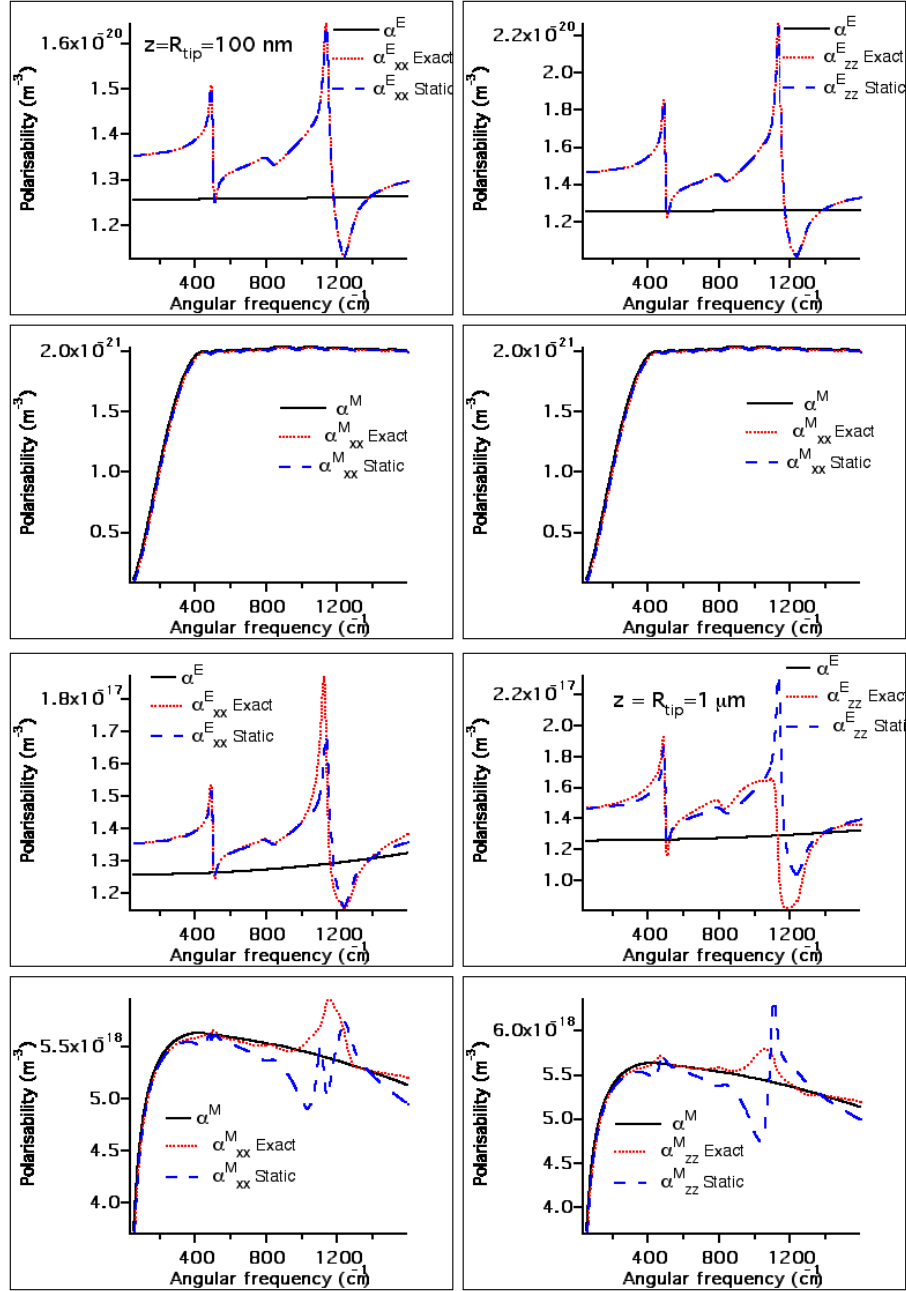 Polarisability (m⁻³)
1.6x10⁻²⁰
1.5
1.4
1.3
1.2
z=R_tip=100 nm
α^E
α^E_xx Exact
α^E_xx Static
400 800 1200
Angular frequency (cm⁻¹)
Polarisability (m⁻³)
2.2x10⁻²⁰
2.0
1.8
1.6
1.4
1.2
α^E
α^E_zz Exact
α^E_zz Static
400 800 1200
Angular frequency (cm⁻¹)
Polarisability (m⁻³)
2.0x10⁻²¹
1.5
1.0
0.5
α^M
α^M_xx Exact
α^M_xx Static
400 800 1200
Angular frequency (cm⁻¹)
Polarisability (m⁻³)
2.0x10⁻²¹
1.5
1.0
0.5
α^M
α^M_xx Exact
α^M_xx Static
400 800 1200
Angular frequency (cm⁻¹)
Polarisability (m⁻³)
1.8x10⁻¹⁷
1.7
1.6
1.5
1.4
1.3
1.2
α^E
α^E_xx Exact
α^E_xx Static
400 800 1200
Angular frequency (cm⁻¹)
Polarisability (m⁻³)
2.2x10⁻¹⁷
2.0
1.8
1.6
1.4
1.2
1.0
z = R_tip=1 μm
α^E
α^E_zz Exact
α^E_zz Static
400 800 1200
Angular frequency (cm⁻¹)
Polarisability (m⁻³)
5.5x10⁻¹⁸
5.0
4.5
4.0
α^M
α^M_xx Exact
α^M_xx Static
400 800 1200
Angular frequency (cm⁻¹)
Polarisability (m⁻³)
6.0x10⁻¹⁸
5.5
5.0
4.5
4.0
α^M
α^M_zz Exact
α^M_zz Static
400 800 1200
Angular frequency (cm⁻¹)